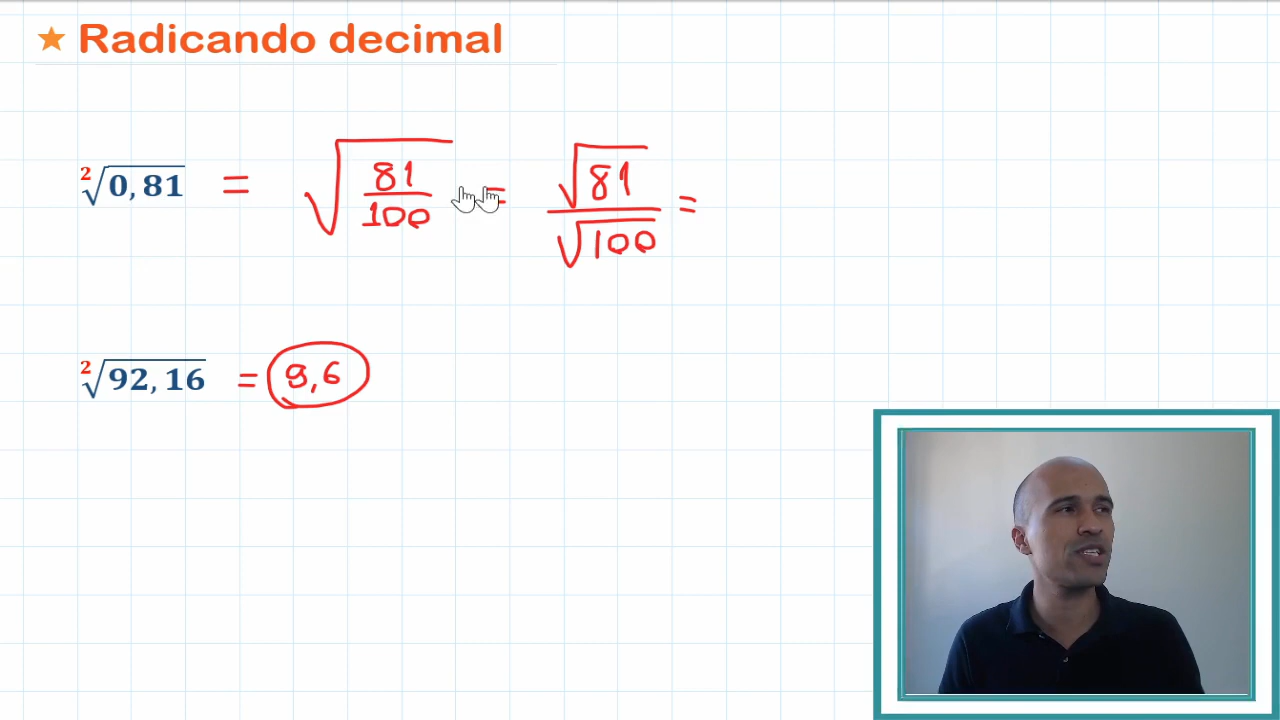 Radicando decimal
²√0,81 = √(81/100) = √81/√100 =
²√92,16 = 9,6